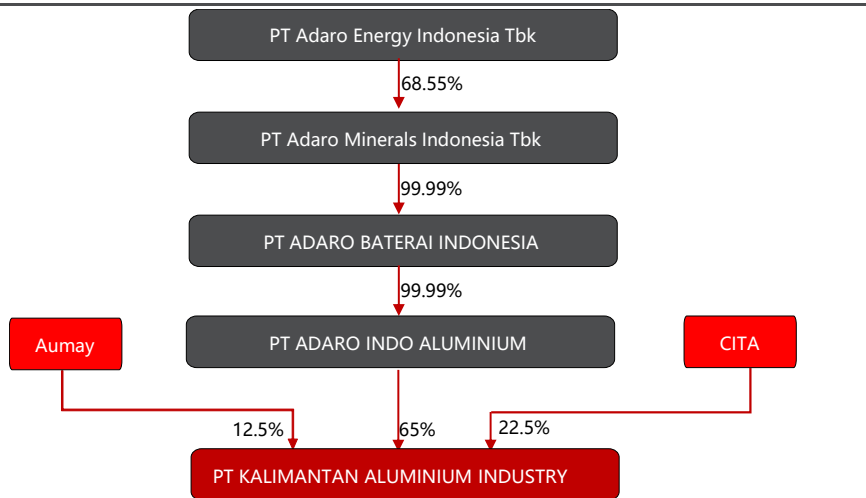 PT Adaro Energy Indonesia Tbk
68.55%
PT Adaro Minerals Indonesia Tbk
99.99%
PT ADARO BATERAI INDONESIA
99.99%
Aumay
PT ADARO INDO ALUMINIUM
CITA
12.5%
65%
22.5%
PT KALIMANTAN ALUMINIUM INDUSTRY